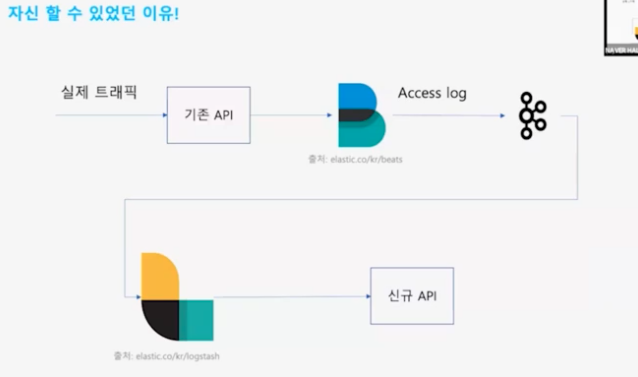 자신 할 수 있었던 이유!
실제 트래픽
기존 API
Access log
출처: elastic.co/kr/beats
출처: elastic.co/kr/logstash
신규 API